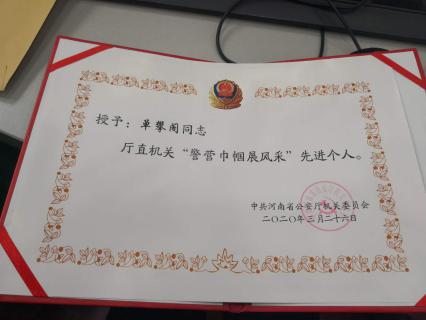 授予：单攀阁同志
厅直机关“警营巾帼展风采”先进个人。
中共河南省公安厅机关委员会
二〇二〇年三月二十六日